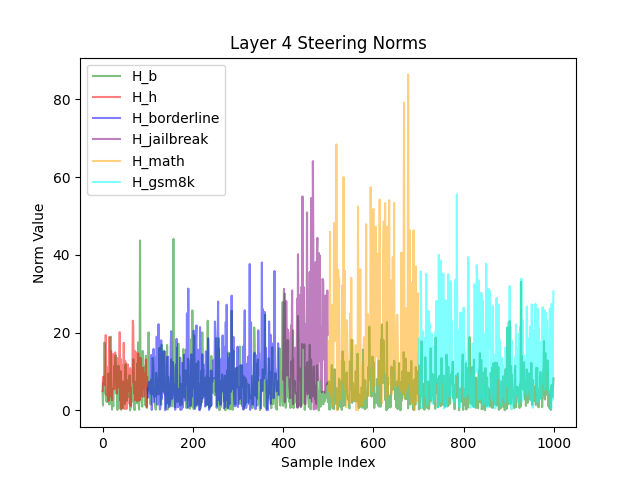 Layer 4 Steering Norms
H_b
H_h
H_borderline
H_jailbreak
H_math
H_gsm8k
Norm Value
80
60
40
20
0
0
200
400
600
800
1000
Sample Index